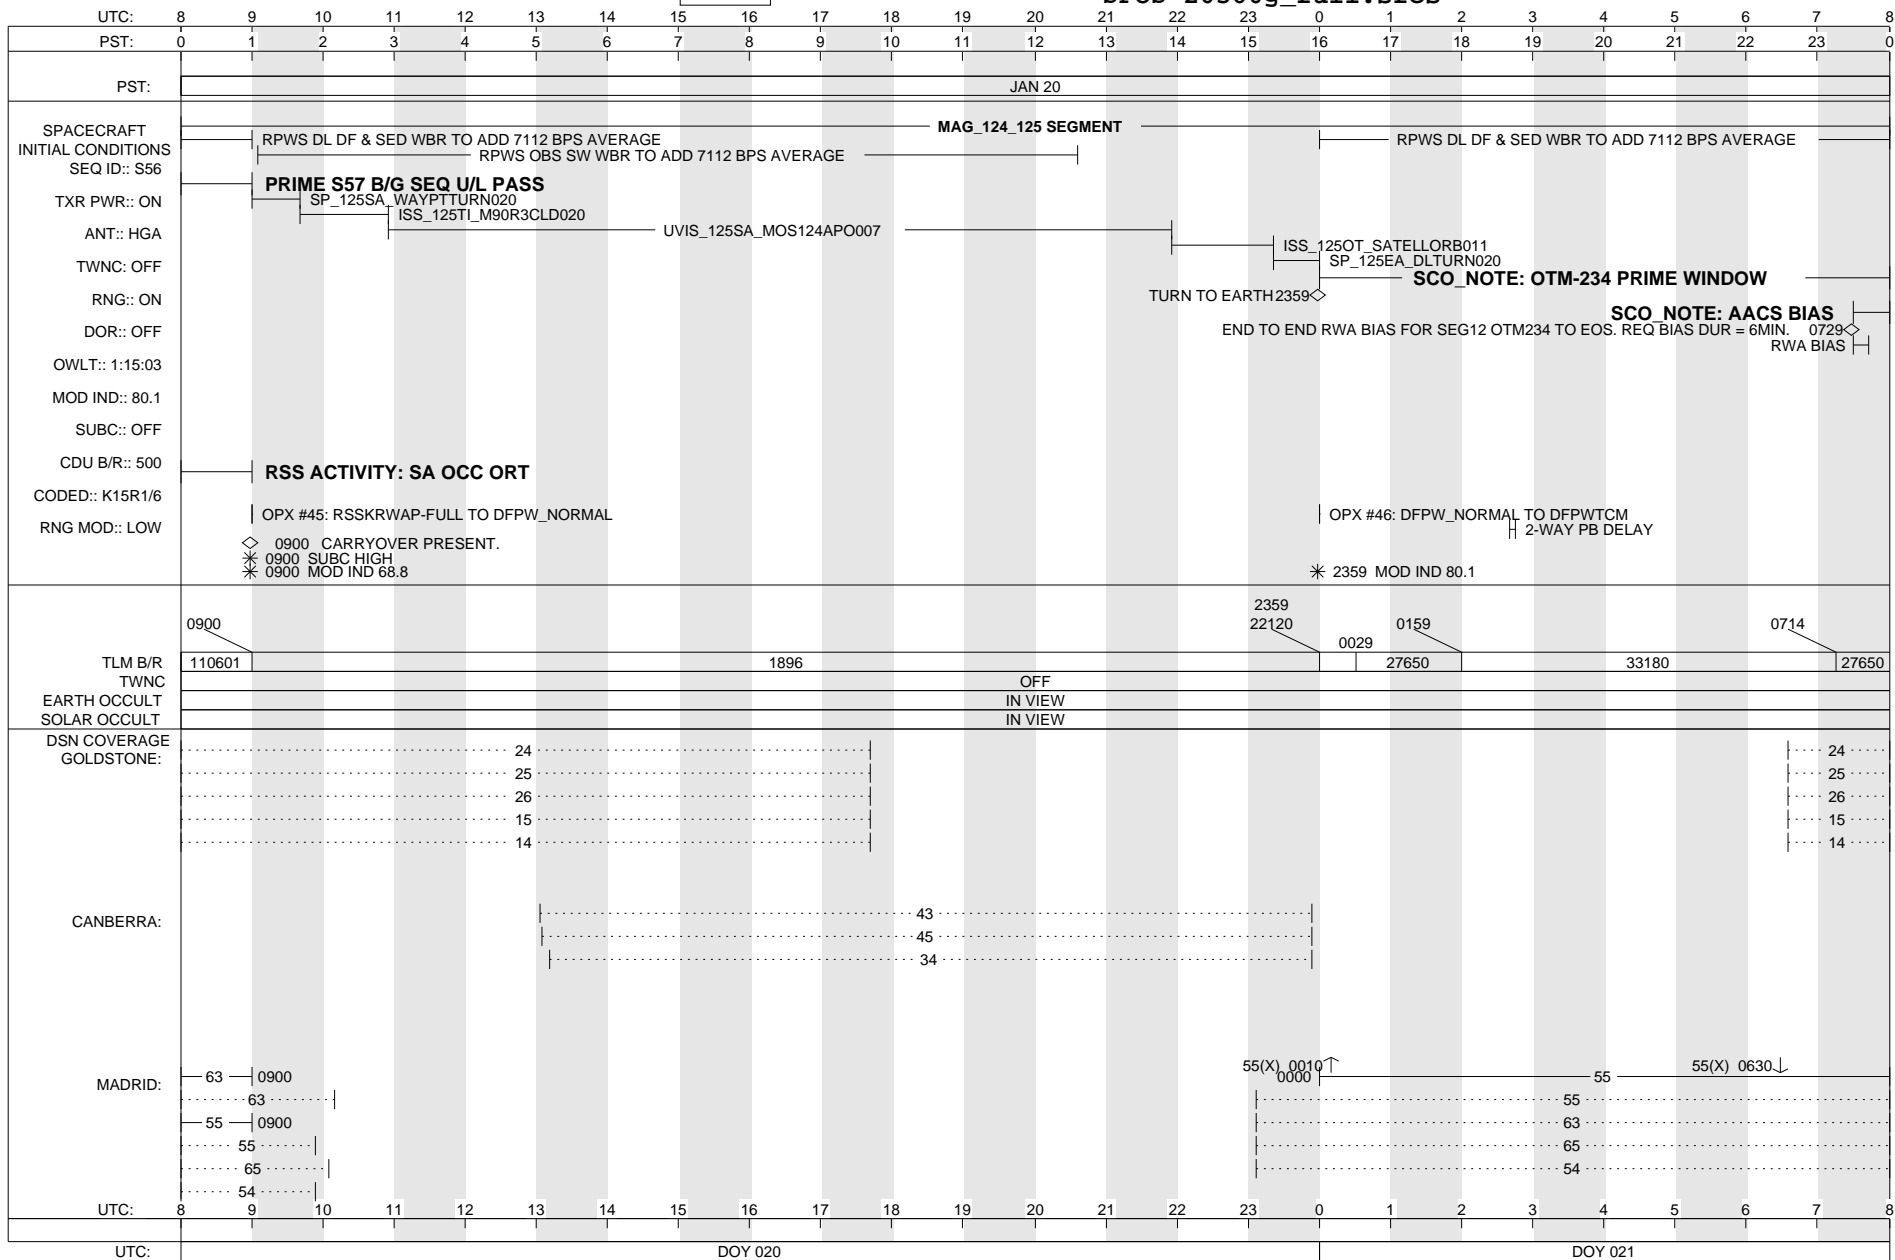 UTC: 8 9 10 11 12 13 14 15 16 17 18 19 20 21 22 23 0 1 2 3 4 5 6 7 8
PST: 0 1 2 3 4 5 6 7 8 9 10 11 12 13 14 15 16 17 18 19 20 21 22 23 0
PST: JAN 20
SPACECRAFT
INITIAL CONDITIONS
SEQ ID:: S56
TXR PWR:: ON
ANT:: HGA
TWNC: OFF
RNG:: ON
DOR:: OFF
OWLT: 1:15:03
MOD IND:: 80.1
SUBC:: OFF
CDU B/R:: 500
CODED:: K15R1/6
RNG MOD:: LOW
MAG_124_125 SEGMENT
RPWS DL DF & SED WBR TO ADD 7112 BPS AVERAGE
RPWS DL DF & SED WBR TO ADD 7112 BPS AVERAGE
RPWS OBS SW WBR TO ADD 7112 BPS AVERAGE
PRIME S57 B/G SEQ U/L PASS
SP_125SA_WAYPTTURN020
ISS_125TI_M90R3CLD020
UVIS_125SA_MOS124APO007
ISS_125OT_SATELLORB011
SP_125EA_DLTURN020
SCO_NOTE: OTM-234 PRIME WINDOW
TURN TO EARTH 2359
SCO_NOTE: AACS BIAS
END TO END RWA BIAS FOR SEG12 OTM234 TO EOS. REQ BIAS DUR = 6MIN. 0729
RWA BIAS
RSS ACTIVITY: SA OCC ORT
OPX #45: RSSKRWAP-FULL TO DFPW_NORMAL
OPX #46: DFPW_NORMAL TO DFPWTCM
2-WAY PB DELAY
0900 CARRYOVER PRESENT.
0900 SUBC HIGH
0900 MOD IND 68.8
2359 MOD IND 80.1
2359
0900 22120 0159 0714
0029
TLM B/R 110601 1896 27650 33180 27650
TWNC OFF
EARTH OCCULT IN VIEW
SOLAR OCCULT IN VIEW
DSN COVERAGE
GOLDSTONE:
24 24
25 25
26 26
15 15
14 14
CANBERRA:
43
45
34
MADRID:
55(X) 0010 55(X) 0630
63 0900 0000 55
63 55
55 0900 63
55 65
65 54
54
UTC: 8 9 10 11 12 13 14 15 16 17 18 19 20 21 22 23 0 1 2 3 4 5 6 7 8
UTC: DOY 020 DOY 021